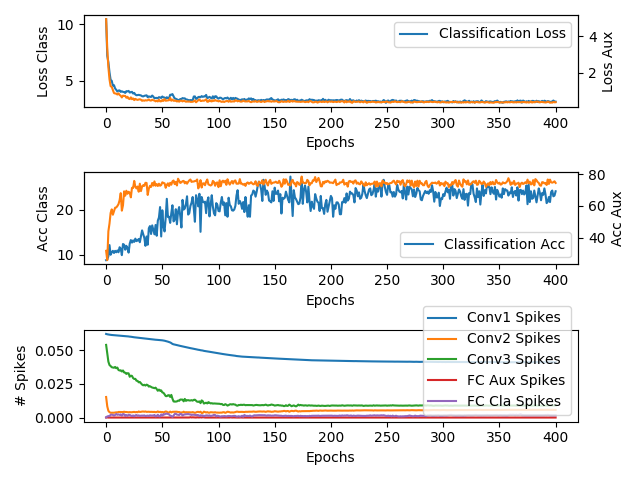 10
5
Loss Class
4
2
Loss Aux
Classification Loss
0 50 100 150 200 250 300 350 400
Epochs
20
10
Acc Class
80
60
40
Acc Aux
Classification Acc
0 50 100 150 200 250 300 350 400
Epochs
0.050
0.025
0.000
# Spikes
Conv1 Spikes
Conv2 Spikes
Conv3 Spikes
FC Aux Spikes
FC Cla Spikes
0 50 100 150 200 250 300 350 400
Epochs